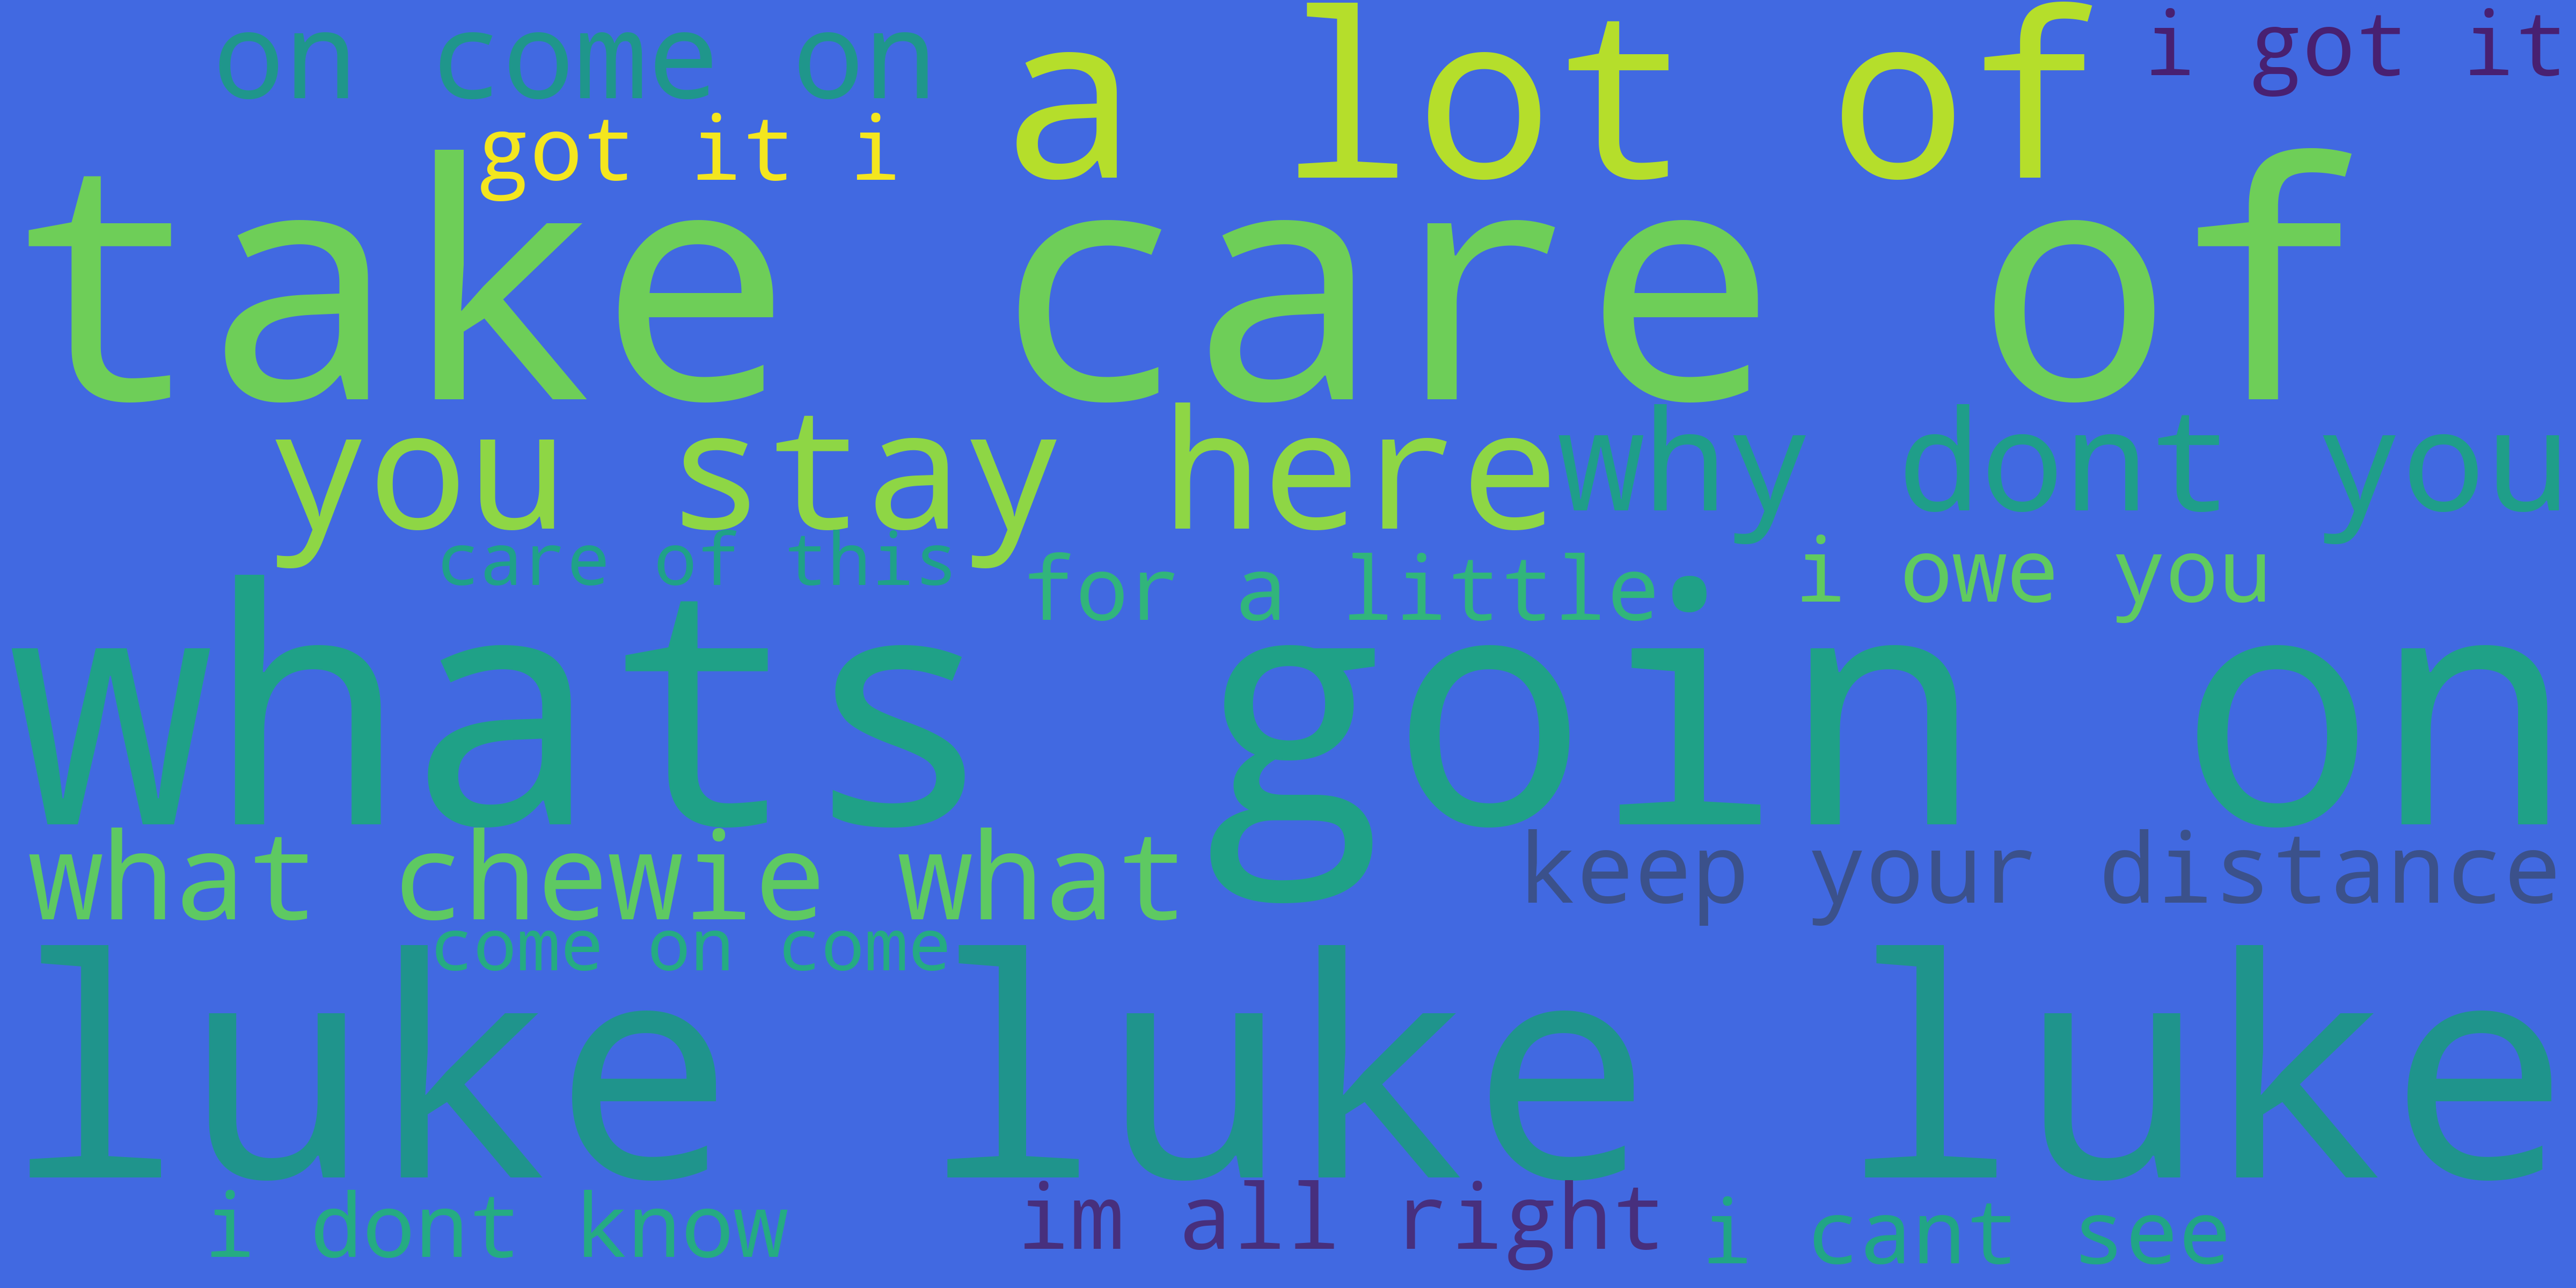 on come on
a lot of
i got it
got it i
take care of
you stay here
why dont you
care of this
for a little
i owe you
whats goin on
what chewie what
keep your distance
come on come
luke luke luke
i dont know
im all right
i cant see